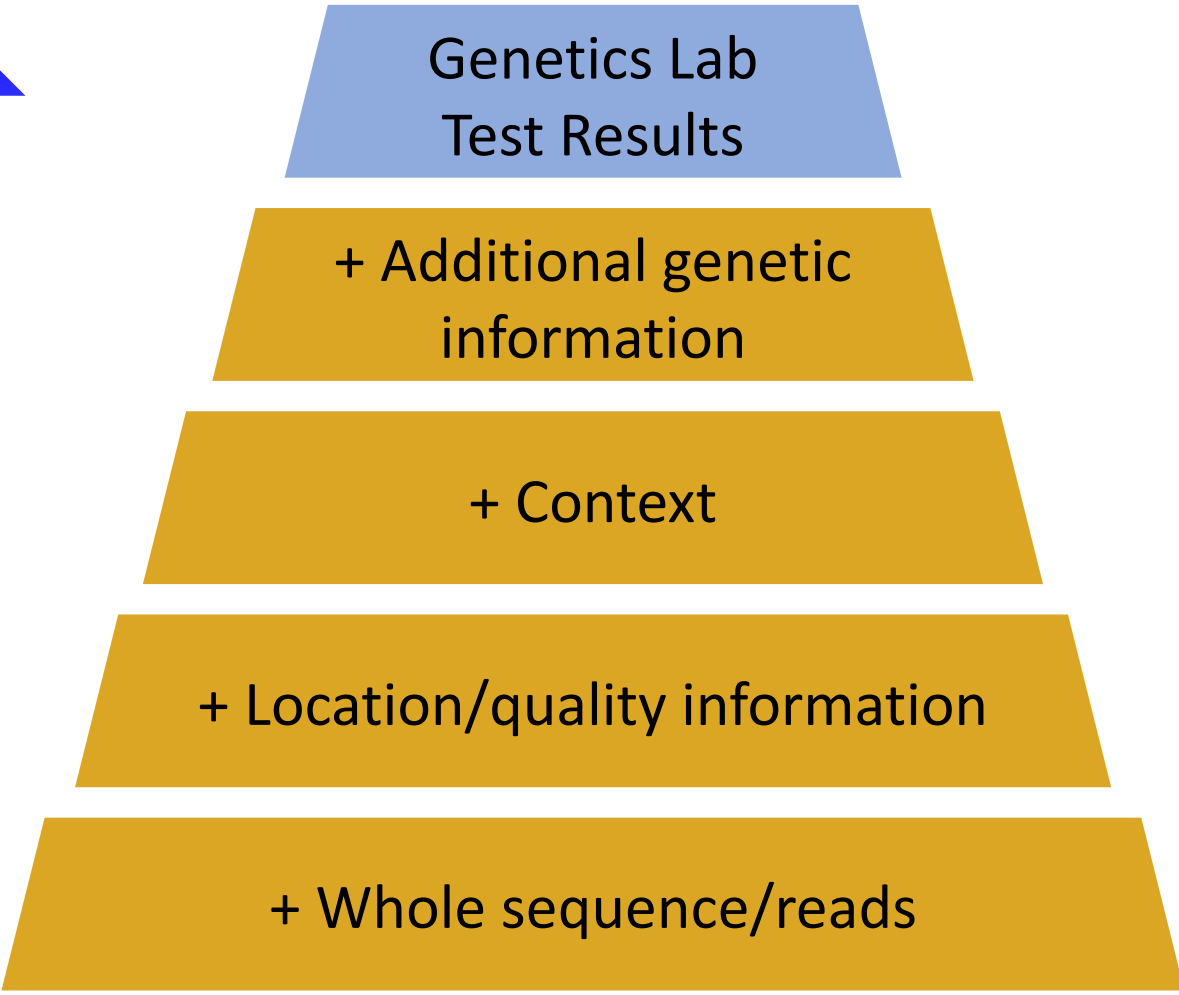 Genetics Lab
Test Results
+ Additional genetic
information
+ Context
+ Location/quality information
+ Whole sequence/reads